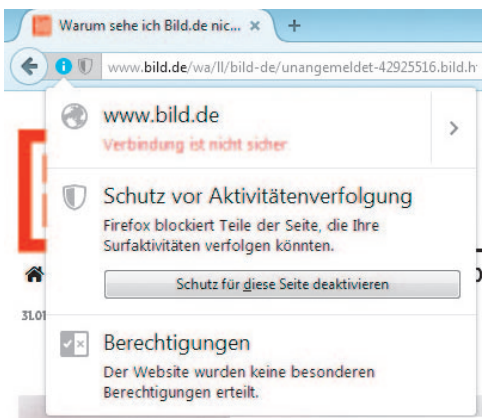 Warum sehe ich Bild.de nic... × +
www.bild.de/wa/ll/bild-de/unangemeldet-42925516.bild.h
www.bild.de
Verbindung ist nicht sicher
Schutz vor Aktivitätenverfolgung
Firefox blockiert Teile der Seite, die Ihre
Surfaktivitäten verfolgen könnten.
Schutz für diese Seite deaktivieren
31.01
Berechtigungen
Der Website wurden keine besonderen
Berechtigungen erteilt.